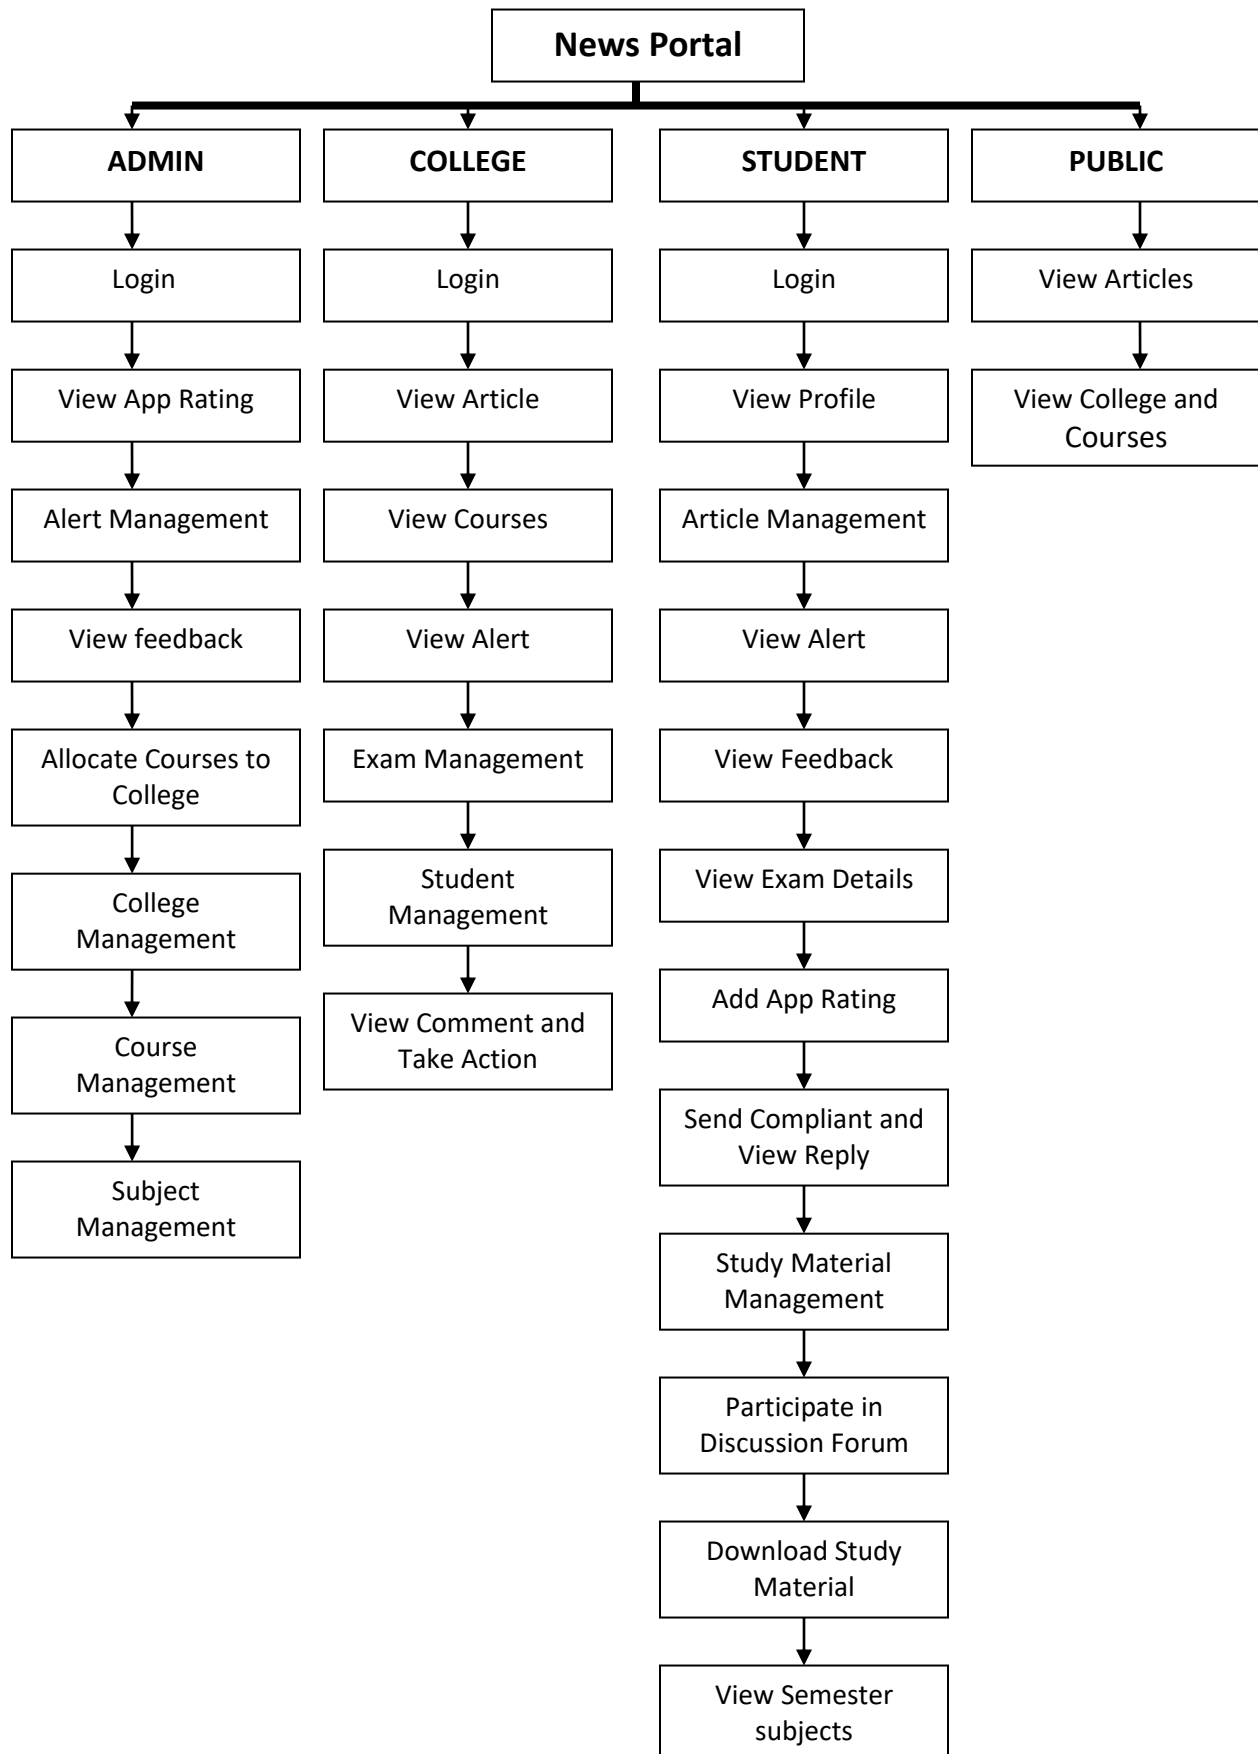 News Portal
ADMIN
Login
View App Rating
Alert Management
View feedback
Allocate Courses to
College
College
Management
Course
Management
Subject
Management
COLLEGE
Login
View Article
View Courses
View Alert
Exam Management
Student
Management
View Comment and
Take Action
STUDENT
Login
View Profile
Article Management
View Alert
View Feedback
View Exam Details
Add App Rating
Send Compliant and
View Reply
Study Material
Management
Participate in
Discussion Forum
Download Study
Material
View Semester
subjects
PUBLIC
View Articles
View College and
Courses